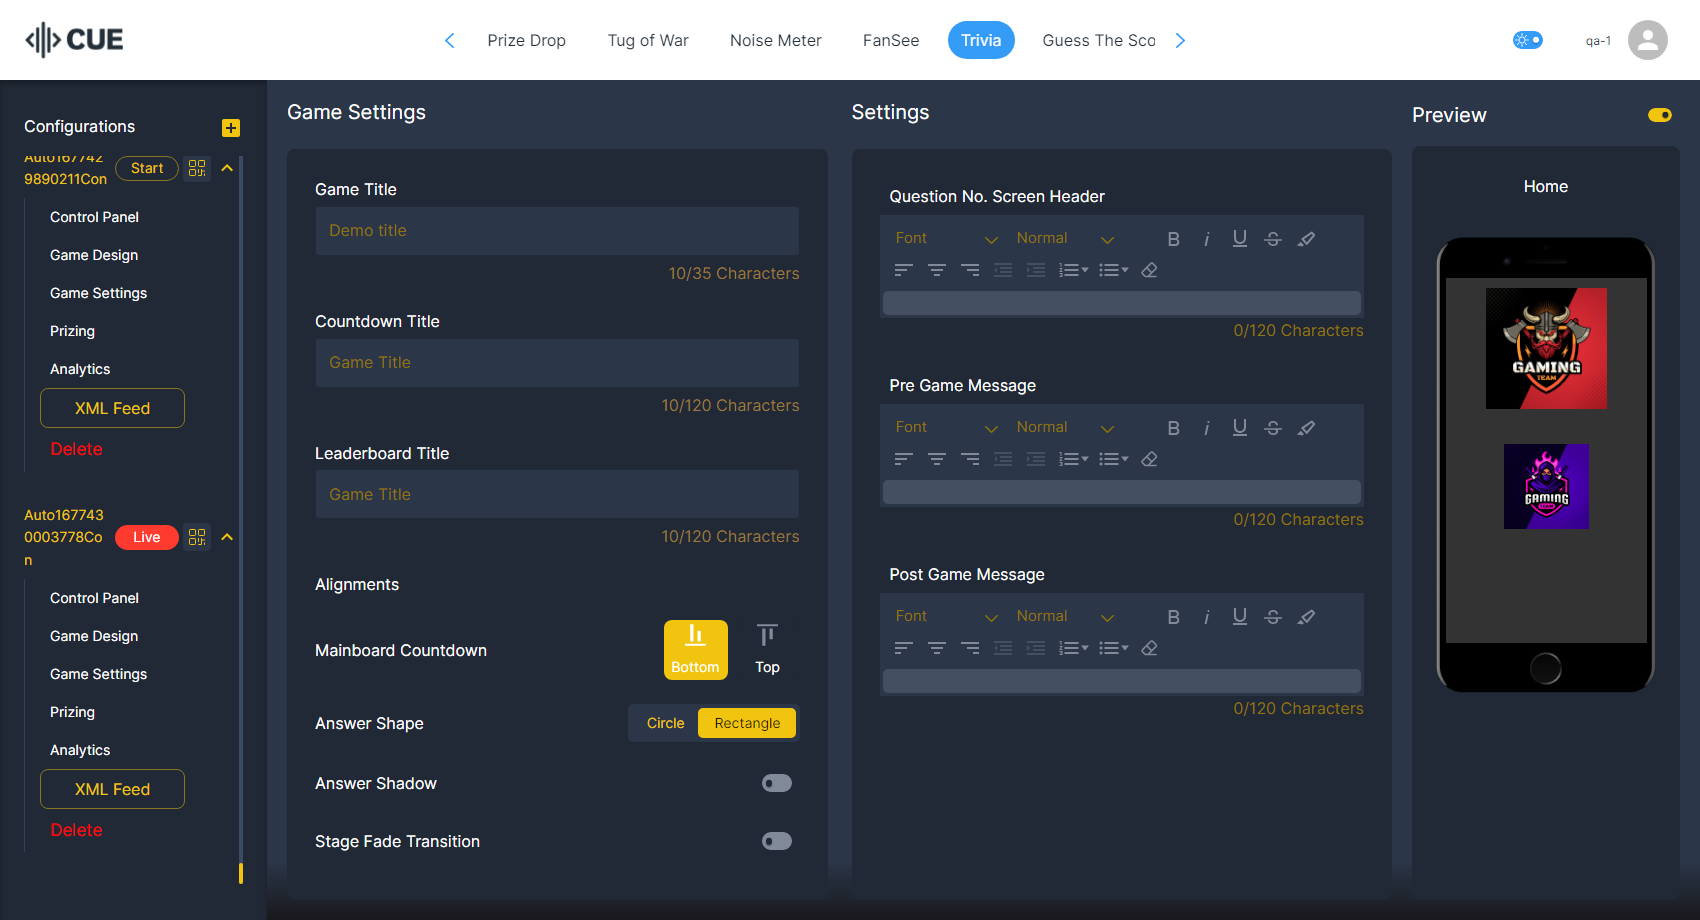 CUE
Prize Drop
Tug of War
Noise Meter
FanSee
Trivia
Guess The Sco
qa-1
Configurations
Auto167742
9890211Con
Start
Control Panel
Game Design
Game Settings
Prizing
Analytics
XML Feed
Delete
Auto167743
0003778Co
n
Live
Control Panel
Game Design
Game Settings
Prizing
Analytics
XML Feed
Delete
Game Settings
Game Title
Demo title
10/35 Characters
Countdown Title
Game Title
10/120 Characters
Leaderboard Title
Game Title
10/120 Characters
Alignments
Mainboard Countdown
Bottom
Top
Answer Shape
Circle
Rectangle
Answer Shadow
Stage Fade Transition
Settings
Question No. Screen Header
Font
Normal
B i U S
0/120 Characters
Pre Game Message
Font
Normal
B i U S
0/120 Characters
Post Game Message
Font
Normal
B i U S
0/120 Characters
Preview
Home
GAMING
TEAM
GAMING
TEAM